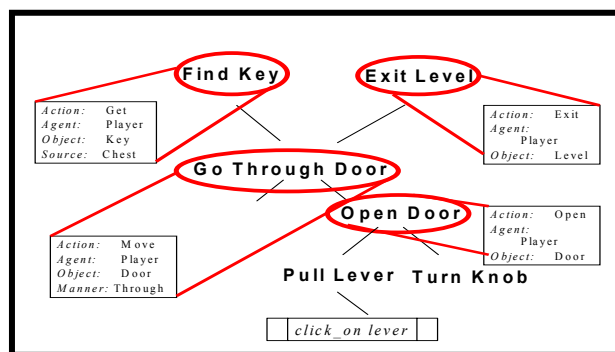 Find Key
Exit Level
Action: Get
Agent: Player
Object: Key
Source: Chest
Action: Exit
Agent:
Player
Object: Level
Go Through Door
Open Door
Action: Open
Agent:
Player
Object: Door
Action: Move
Agent: Player
Object: Door
Manner: Through
Pull Lever
Turn Knob
click_on lever